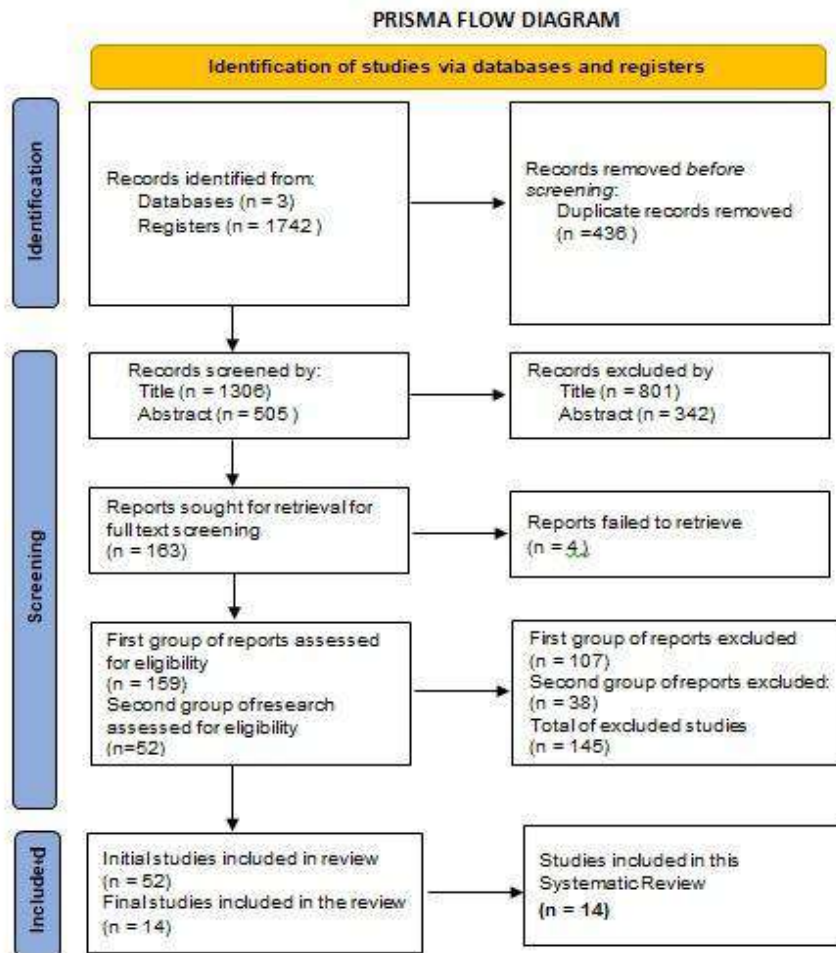 PRISMA FLOW DIAGRAM
Identification of studies via databases and registers
Identification
Records identified from:
Databases (n = 3)
Registers (n = 1742 )
Records removed before
screening:
Duplicate records removed
(n =436 )
Screening
Records screened by:
Title (n = 1306)
Abstract (n = 505 )
Records excluded by
Title (n = 801)
Abstract (n = 342)
Reports sought for retrieval for
full text screening
(n = 163)
Reports failed to retrieve
(n = 4 )
First group of reports assessed
for eligibility
(n = 159)
Second group of research
assessed for eligibility
(n=52)
First group of reports excluded
(n = 107)
Second group of reports excluded:
(n = 38)
Total of excluded studies
(n = 145)
Included
Initial studies included in review
(n = 52)
Final studies included in the review
(n = 14)
Studies included in this
Systematic Review
(n = 14)